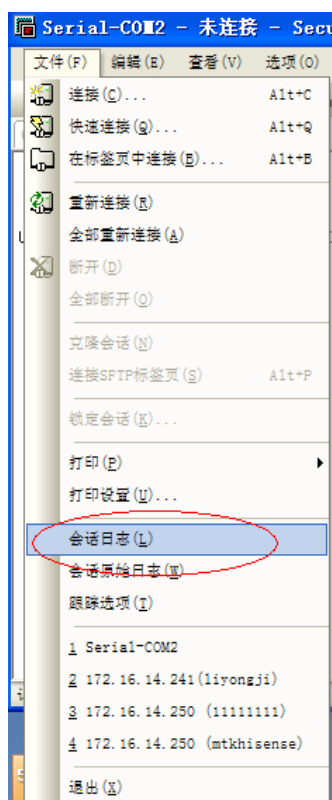 Serial-COM2 - 未连接 - Secu
文件(F) 编辑(E) 查看(V) 选项(O)
连接(C)... Alt+C
快速连接(Q)... Alt+Q
在标签页中连接(B)... Alt+B
重新连接(R)
全部重新连接(A)
断开(D)
全部断开(O)
克隆会话(N)
连接SFTP标签页(S) Alt+P
锁定会话(K)...
打印(P)
打印设置(U)...
会话日志(L)
会话原始日志(W)
跟踪选项(T)
1 Serial-COM2
2 172.16.14.241(liyongji)
3 172.16.14.250 (11111111)
4 172.16.14.250 (mtkhisense)
退出(X)